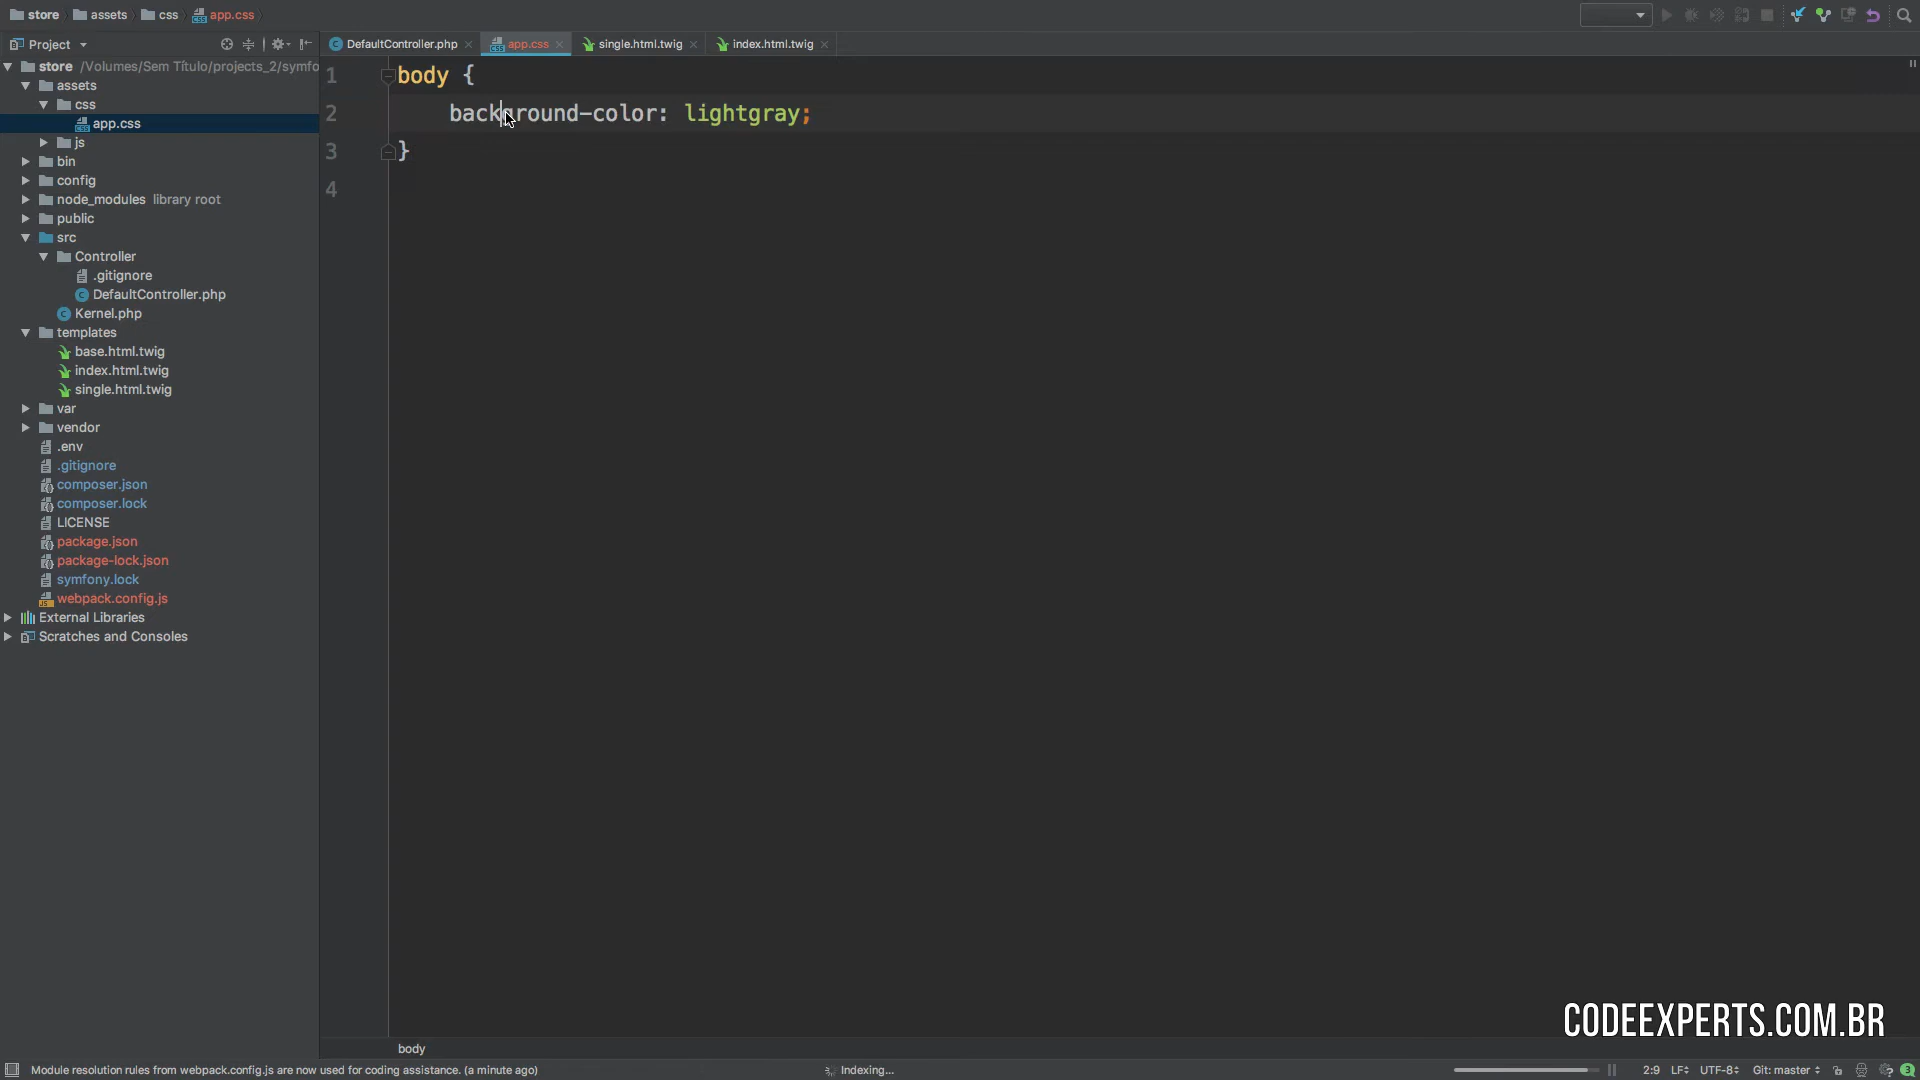 store assets css app.css
Project
DefaultController.php app.css single.html.twig index.html.twig
store /Volumes/Sem Título/projects_2/symfo
assets
css
app.css
js
bin
config
node_modules library root
public
src
Controller
.gitignore
DefaultController.php
Kernel.php
templates
base.html.twig
index.html.twig
single.html.twig
var
vendor
.env
.gitignore
composer.json
composer.lock
LICENSE
package.json
package-lock.json
symfony.lock
webpack.config.js
External Libraries
Scratches and Consoles
1 body {
2 background-color: lightgray;
3 }
4
CODEEXPERTS.COM.BR
body
Module resolution rules from webpack.config.js are now used for coding assistance. (a minute ago) Indexing... 2:9 LF UTF-8 Git: master 3